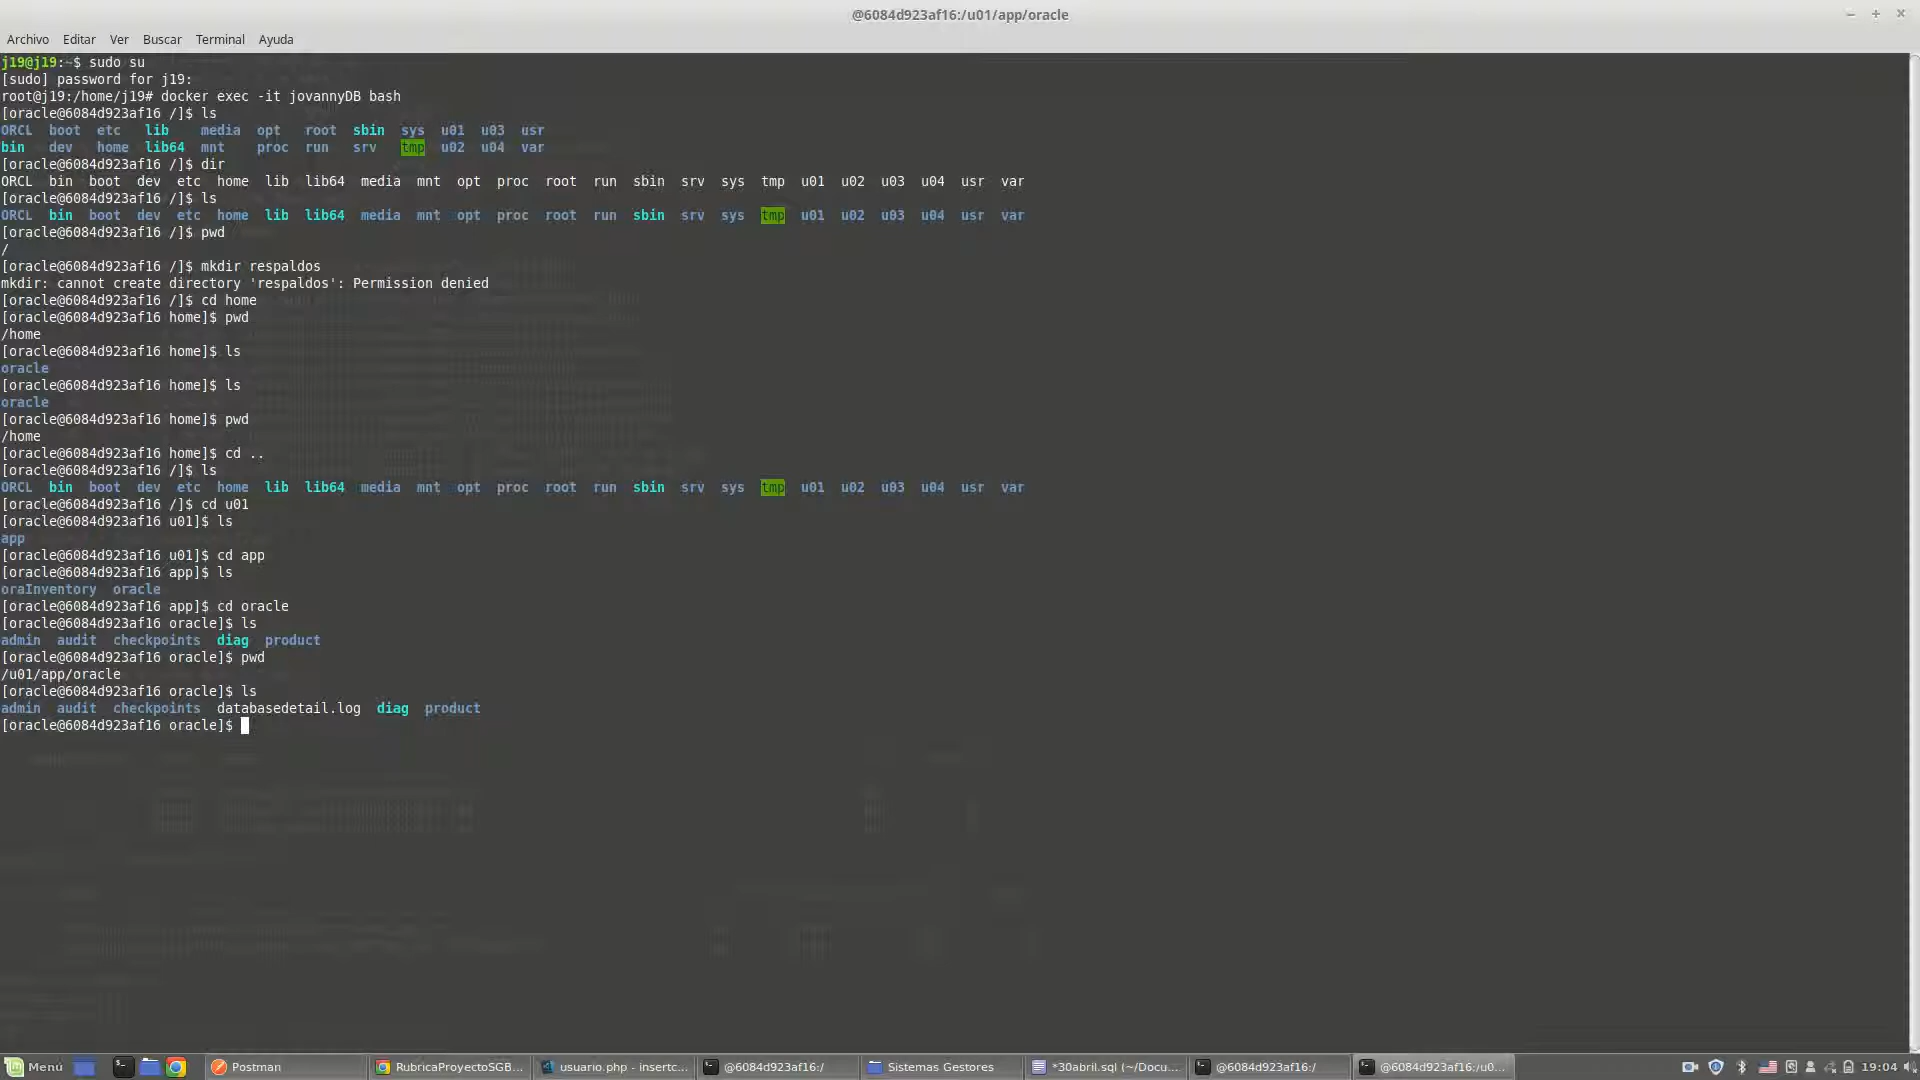 @6084d923af16:/u01/app/oracle
Archivo Editar Ver Buscar Terminal Ayuda
j19@j19:~$ sudo su
[sudo] password for j19:
root@j19:/home/j19# docker exec -it jovannyDB bash
[oracle@6084d923af16 /]$ ls
ORCL boot etc lib media opt root sbin sys u01 u03 usr
bin dev home lib64 mnt proc run srv tmp u02 u04 var
[oracle@6084d923af16 /]$ dir
ORCL bin boot dev etc home lib lib64 media mnt opt proc root run sbin srv sys tmp u01 u02 u03 u04 usr var
[oracle@6084d923af16 /]$ ls
ORCL bin boot dev etc home lib lib64 media mnt opt proc root run sbin srv sys tmp u01 u02 u03 u04 usr var
[oracle@6084d923af16 /]$ pwd
/
[oracle@6084d923af16 /]$ mkdir respaldos
mkdir: cannot create directory 'respaldos': Permission denied
[oracle@6084d923af16 /]$ cd home
[oracle@6084d923af16 home]$ pwd
/home
[oracle@6084d923af16 home]$ ls
oracle
[oracle@6084d923af16 home]$ ls
oracle
[oracle@6084d923af16 home]$ pwd
/home
[oracle@6084d923af16 home]$ cd ..
[oracle@6084d923af16 /]$ ls
ORCL bin boot dev etc home lib lib64 media mnt opt proc root run sbin srv sys tmp u01 u02 u03 u04 usr var
[oracle@6084d923af16 /]$ cd u01
[oracle@6084d923af16 u01]$ ls
app
[oracle@6084d923af16 u01]$ cd app
[oracle@6084d923af16 app]$ ls
oraInventory oracle
[oracle@6084d923af16 app]$ cd oracle
[oracle@6084d923af16 oracle]$ ls
admin audit checkpoints diag product
[oracle@6084d923af16 oracle]$ pwd
/u01/app/oracle
[oracle@6084d923af16 oracle]$ ls
admin audit checkpoints databasedetail.log diag product
[oracle@6084d923af16 oracle]$
Menú Postman RubricaProyectoSGB... usuario.php - insertc... @6084d923af16:/ Sistemas Gestores *30abril.sql (~/Docu... @6084d923af16:/ @6084d923af16:/u0... 19:04